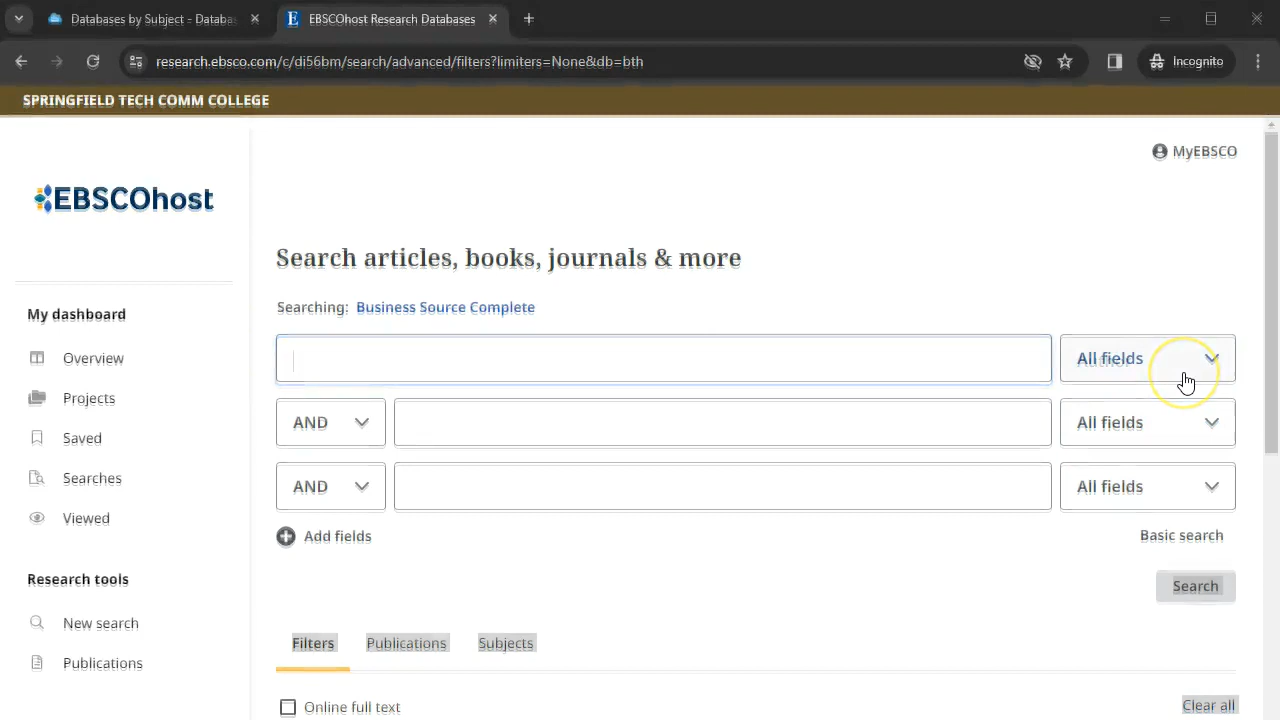 Databases by Subject - Databas
EBSCOhost Research Databases
research.ebsco.com/c/di56bm/search/advanced/filters?limiters=None&db=bth
Incognito
SPRINGFIELD TECH COMM COLLEGE
MyEBSCO
EBSCOhost
Search articles, books, journals & more
Searching: Business Source Complete
My dashboard
All fields
Overview
Projects
AND
All fields
Saved
Searches
AND
All fields
Viewed
Add fields
Basic search
Research tools
Search
New search
Filters
Publications
Subjects
Publications
Online full text
Clear all